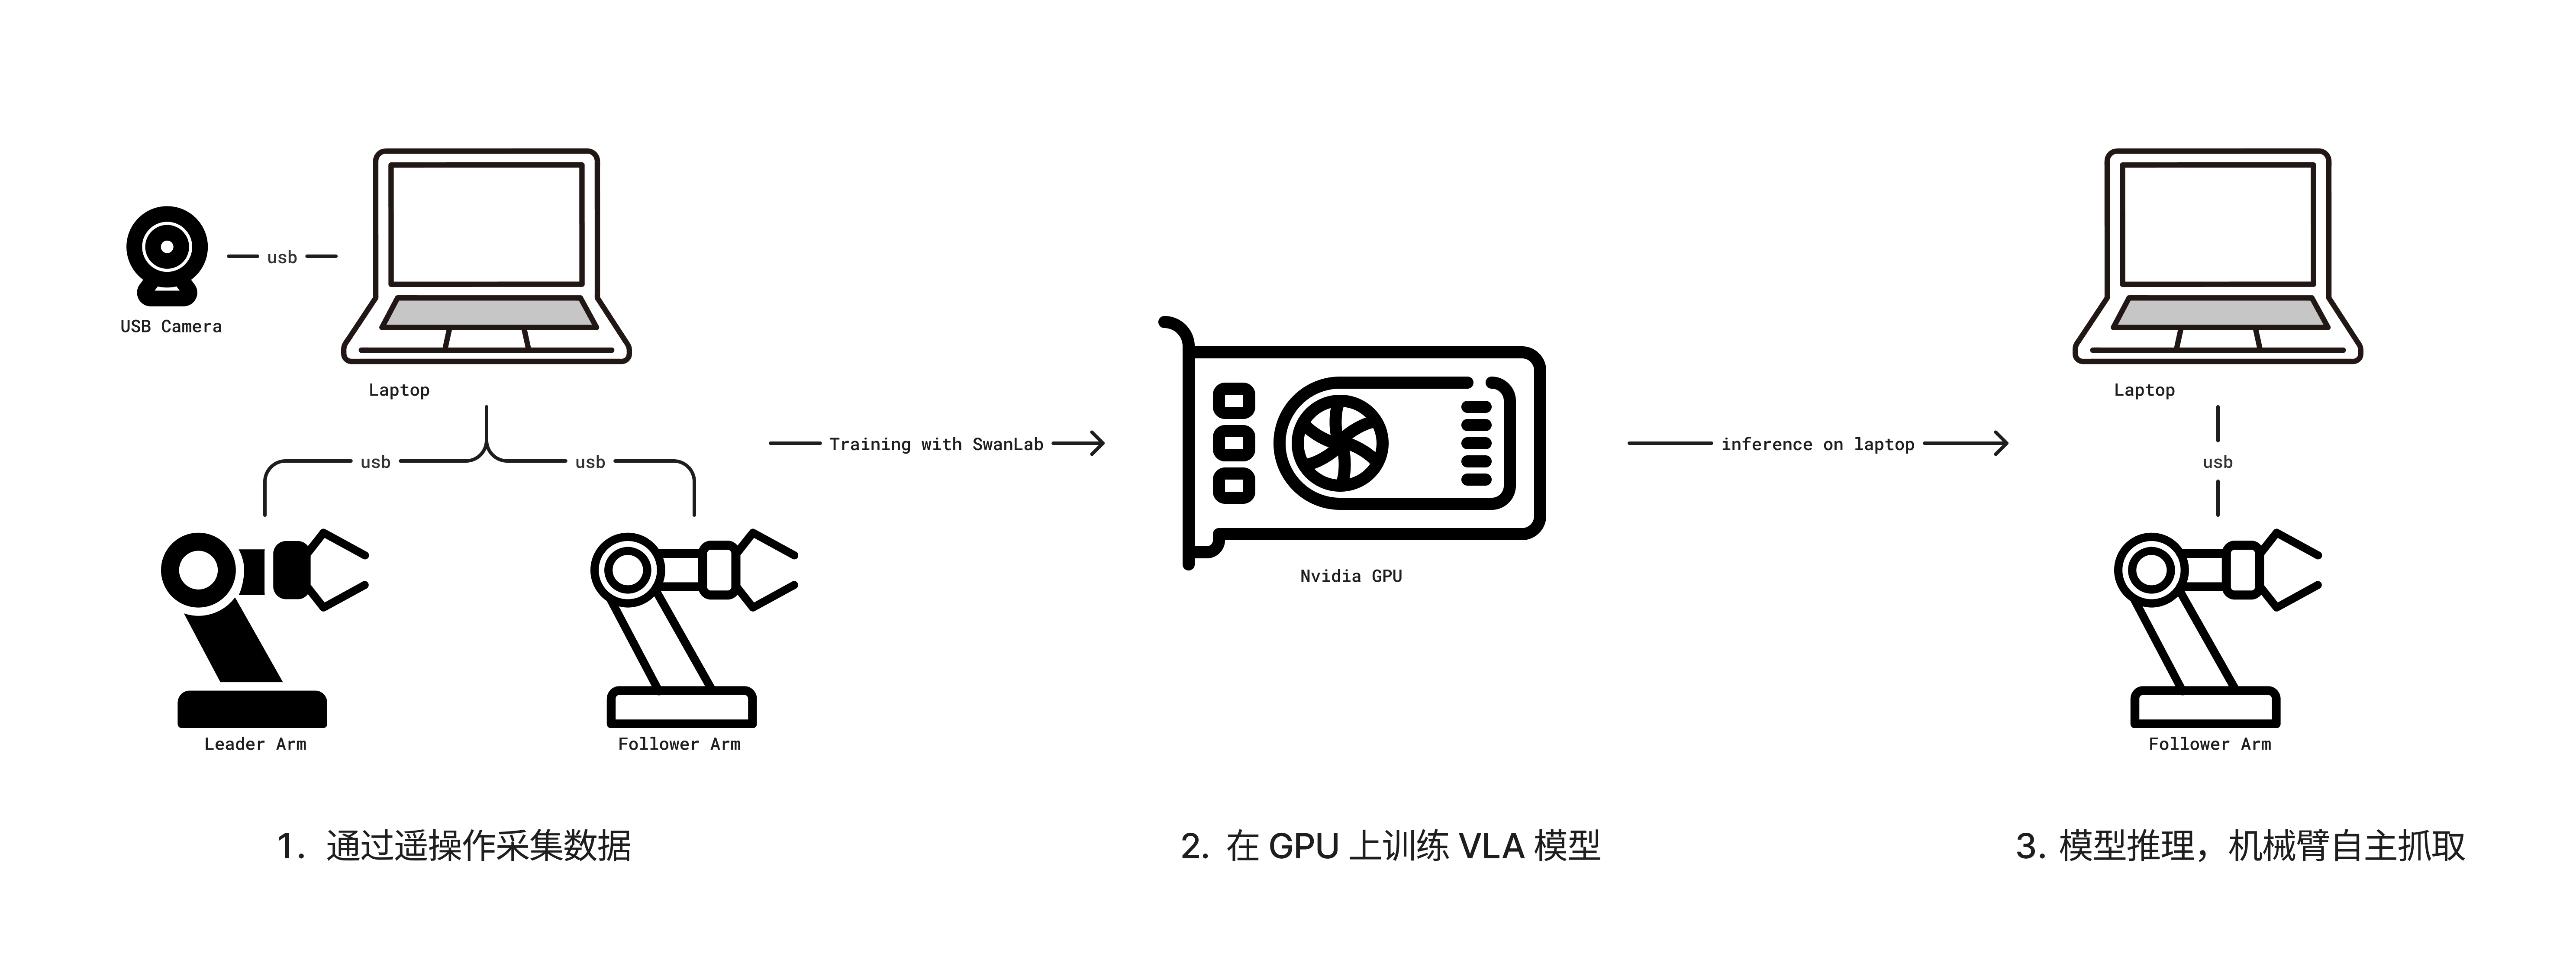 usb
USB Camera
Laptop
usb
usb
Leader Arm
Follower Arm
Training with SwanLab
Nvidia GPU
inference on laptop
Laptop
usb
Follower Arm
1. 通过遥操作采集数据
2. 在 GPU 上训练 VLA 模型
3. 模型推理，机械臂自主抓取